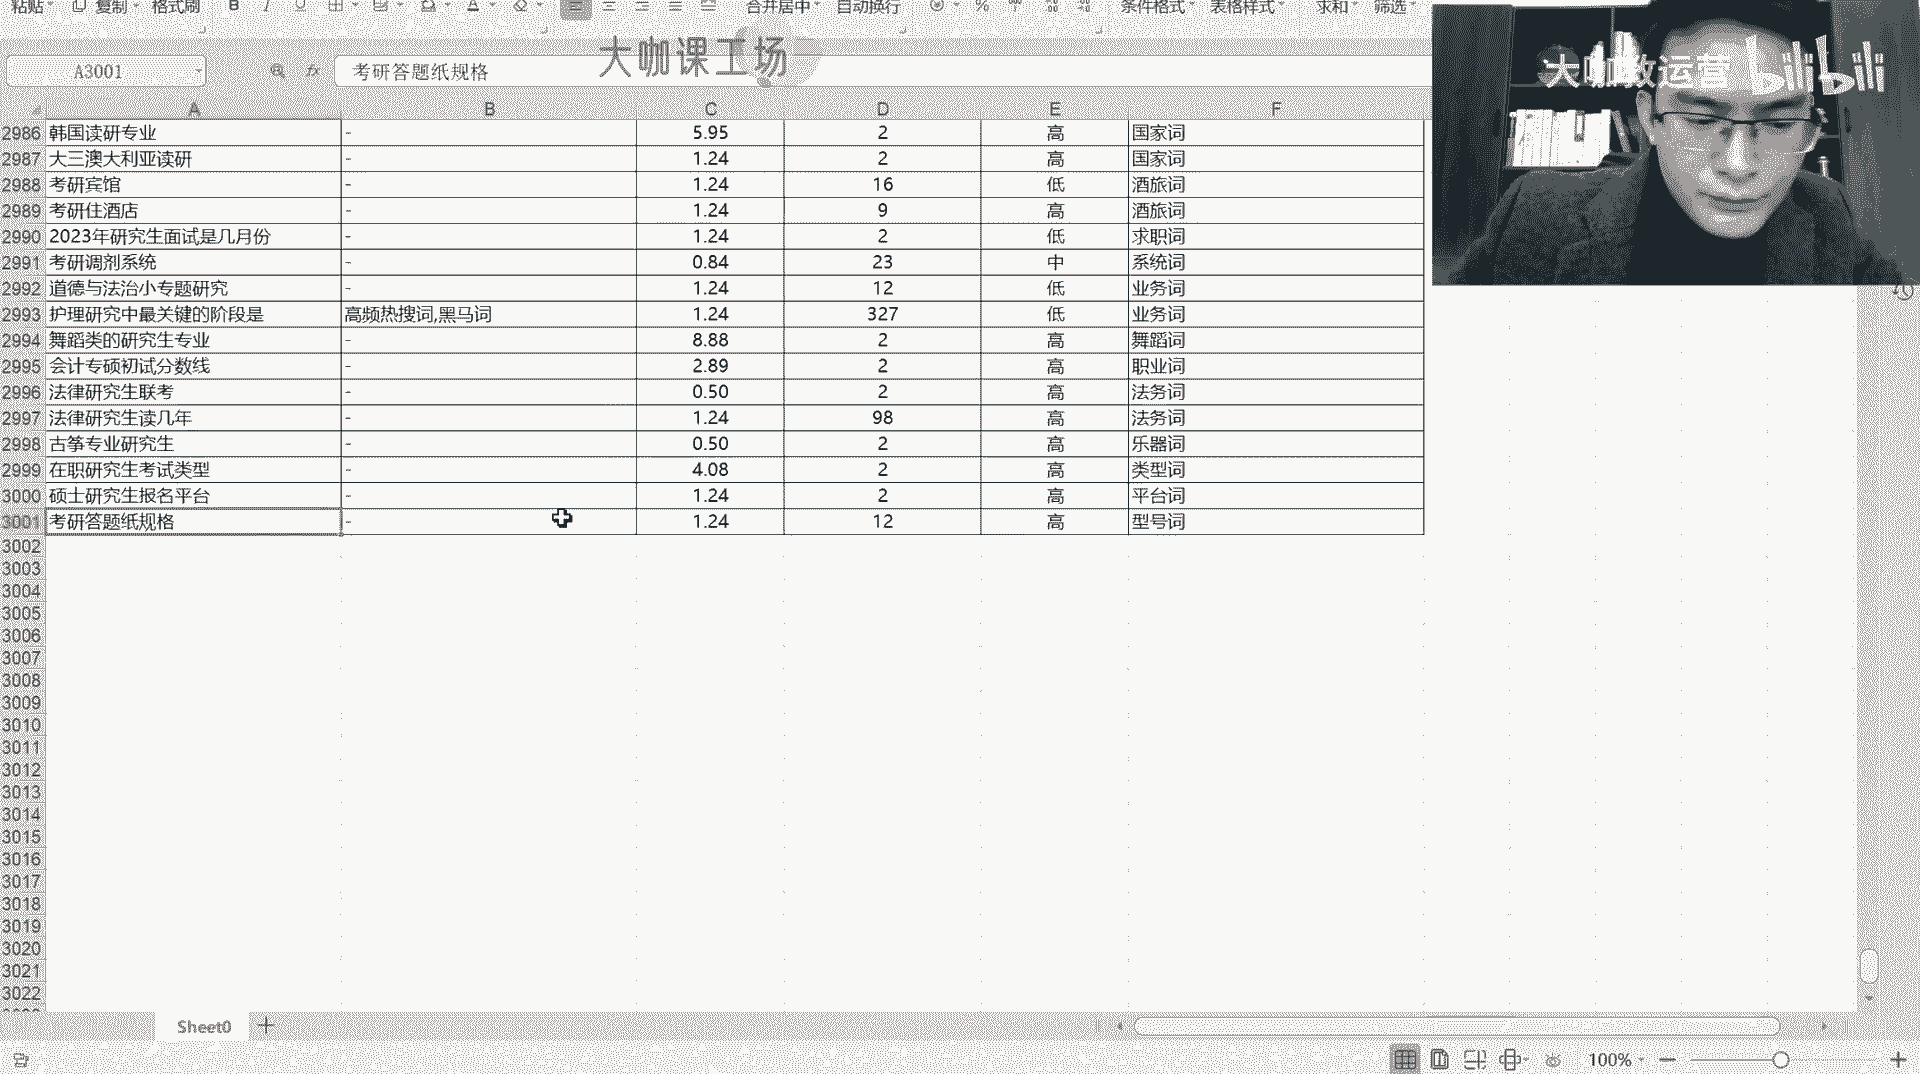 粘贴 复制 格式刷 B I U A 合并居中 自动换行 % 条件格式 表格样式 求和 筛选
A3001 fx 考研答题纸规格
大咖课工场
大咖教运营 bilibili
A B C D E F
2986 韩国读研专业 - 5.95 2 高 国家词
2987 大三澳大利亚读研 - 1.24 2 高 国家词
2988 考研宾馆 - 1.24 16 低 酒旅词
2989 考研住酒店 - 1.24 9 高 酒旅词
2990 2023年研究生面试是几月份 - 1.24 2 低 求职词
2991 考研调剂系统 - 0.84 23 中 系统词
2992 道德与法治小专题研究 - 1.24 12 低 业务词
2993 护理研究中最关键的阶段是 高频热搜词,黑马词 1.24 327 低 业务词
2994 舞蹈类的研究生专业 - 8.88 2 高 舞蹈词
2995 会计专硕初试分数线 - 2.89 2 高 职业词
2996 法律研究生联考 - 0.50 2 高 法务词
2997 法律研究生读几年 - 1.24 98 高 法务词
2998 古筝专业研究生 - 0.50 2 高 乐器词
2999 在职研究生考试类型 - 4.08 2 高 类型词
3000 硕士研究生报名平台 - 1.24 2 高 平台词
3001 考研答题纸规格 - 1.24 12 高 型号词
3002
3003
3004
3005
3006
3007
3008
3009
3010
3011
3012
3013
3014
3015
3016
3017
3018
3019
3020
3021
3022
Sheet0
100%